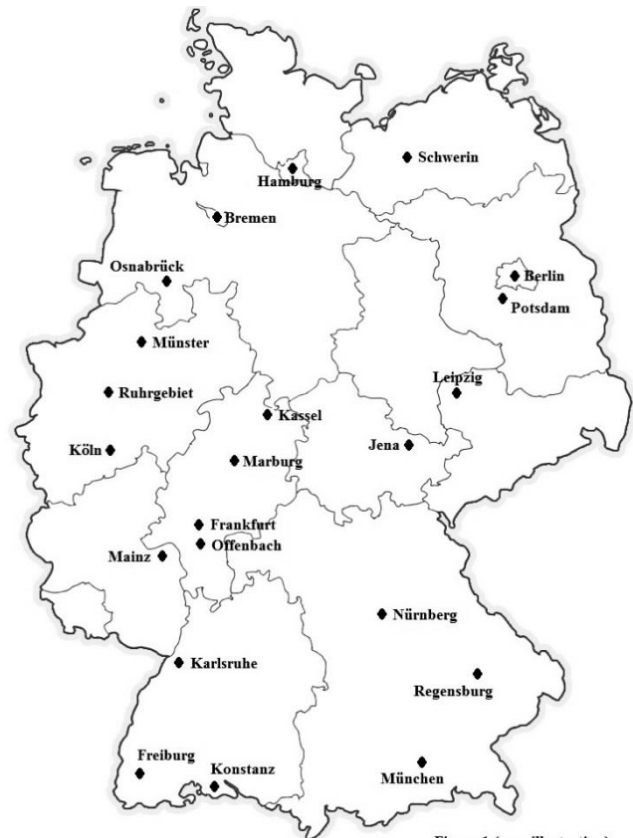 Schwerin
Hamburg
Bremen
Osnabrück
Berlin
Potsdam
Münster
Leipzig
Ruhrgebiet
Kassel
Jena
Köln
Marburg
Frankfurt
Offenbach
Mainz
Nürnberg
Karlsruhe
Regensburg
Freiburg
Konstanz
München